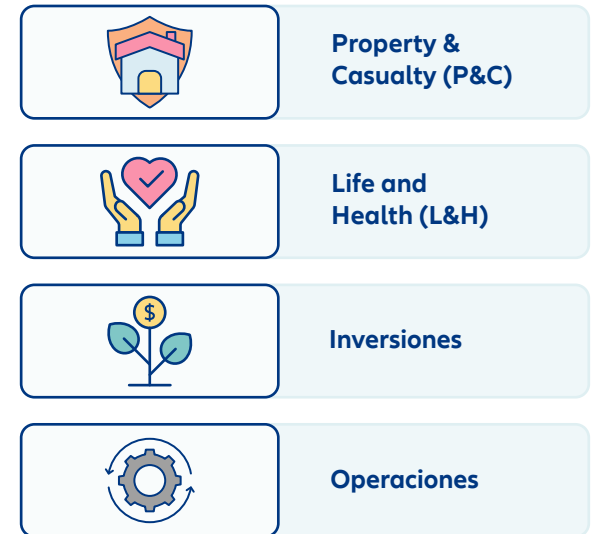 Property &
Casualty (P&C)
Life and
Health (L&H)
$
Inversiones
Operaciones